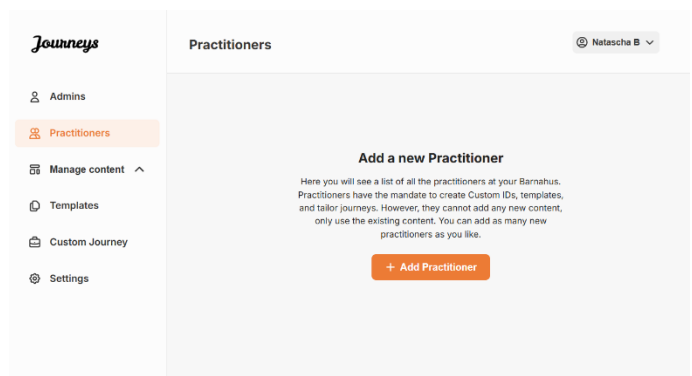 Journeys
Practitioners
Natascha B
Admins
Practitioners
Manage content
Templates
Custom Journey
Settings
Add a new Practitioner
Here you will see a list of all the practitioners at your Barnahus.
Practitioners have the mandate to create Custom IDs, templates,
and tailor journeys. However, they cannot add any new content,
only use the existing content. You can add as many new
practitioners as you like.
+ Add Practitioner